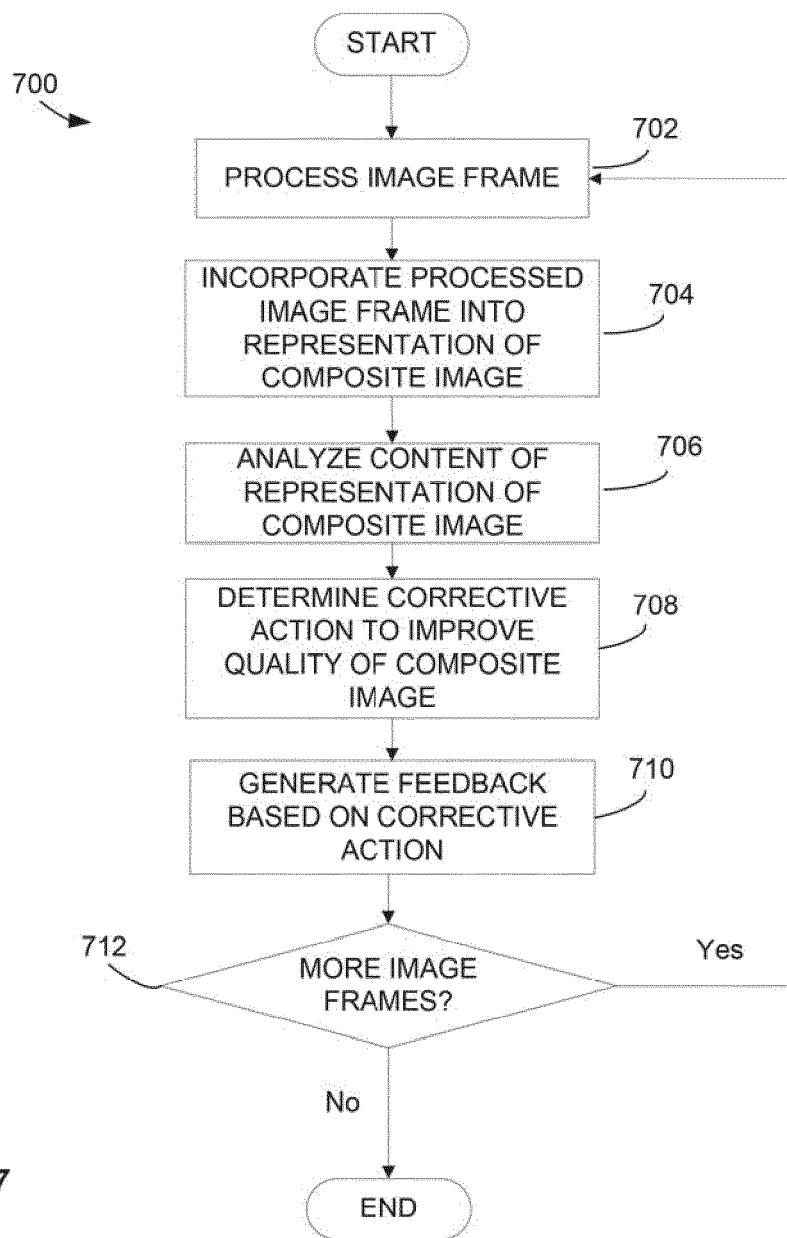 START
700
702
PROCESS IMAGE FRAME
INCORPORATE PROCESSED
IMAGE FRAME INTO
REPRESENTATION OF
COMPOSITE IMAGE
704
ANALYZE CONTENT OF
REPRESENTATION OF
COMPOSITE IMAGE
706
DETERMINE CORRECTIVE
ACTION TO IMPROVE
QUALITY OF COMPOSITE
IMAGE
708
GENERATE FEEDBACK
BASED ON CORRECTIVE
ACTION
710
712
MORE IMAGE
FRAMES?
Yes
No
7
END